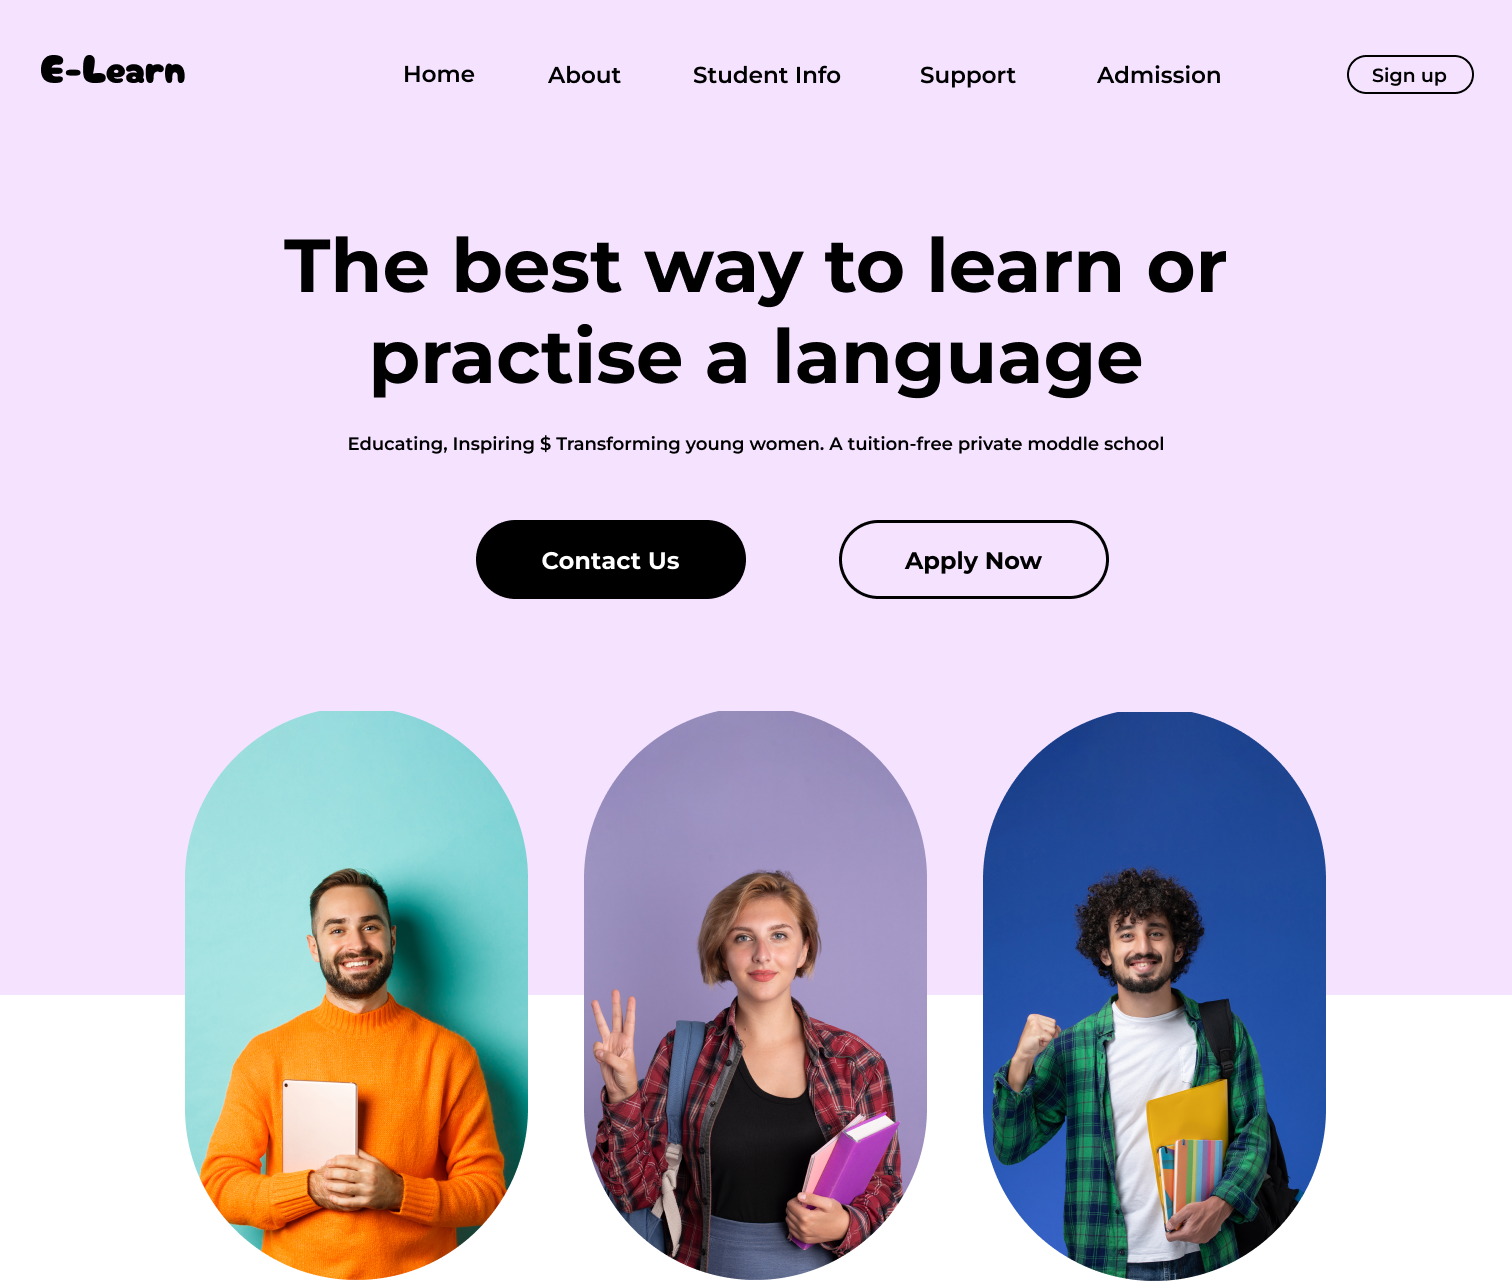 E-Learn
Home About Student Info Support Admission Sign up
The best way to learn or
practise a language
Educating, Inspiring $ Transforming young women. A tuition-free private moddle school
Contact Us Apply Now